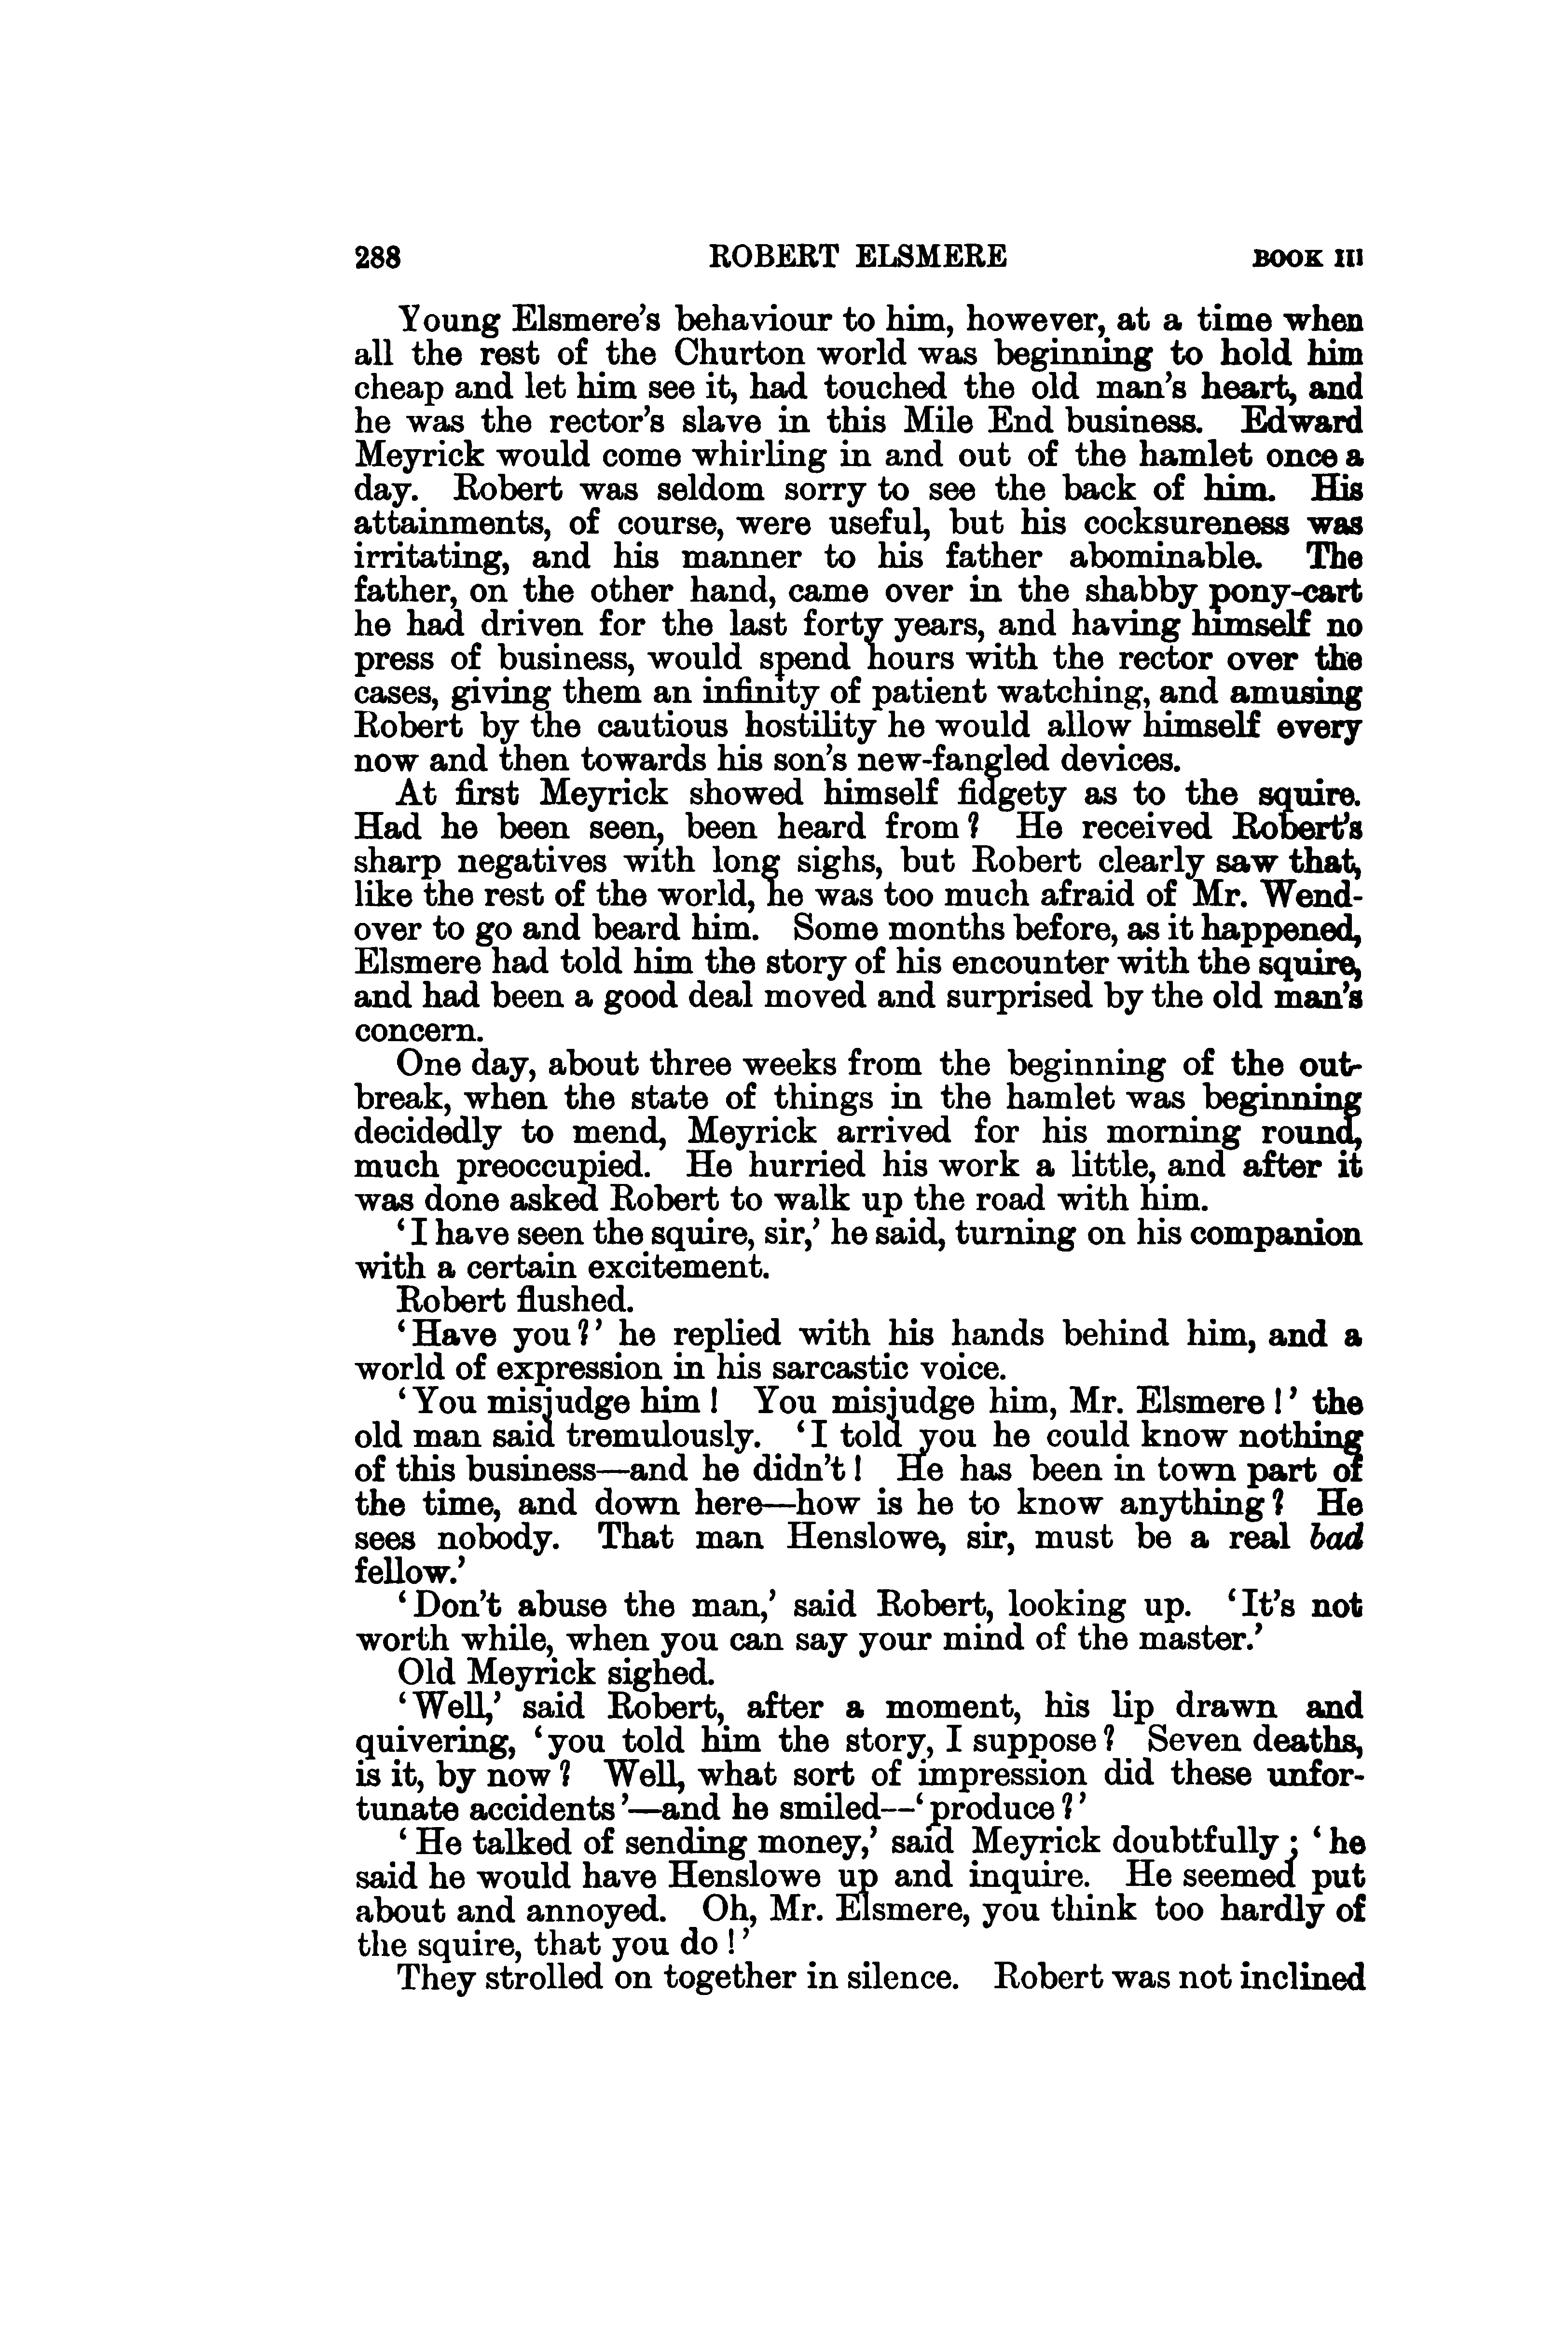 288 ROBERT ELSMERE BOOK III
Young Elsmere's behaviour to him, however, at a time when
all the rest of the Churton world was beginning to hold him
cheap and let him see it, had touched the old man's heart, and
he was the rector's slave in this Mile End business. Edward
Meyrick would come whirling in and out of the hamlet once a
day. Robert was seldom sorry to see the back of him. His
attainments, of course, were useful, but his cocksureness was
irritating, and his manner to his father abominable. The
father, on the other hand, came over in the shabby pony-cart
he had driven for the last forty years, and having himself no
press of business, would spend hours with the rector over the
cases, giving them an infinity of patient watching, and amusing
Robert by the cautious hostility he would allow himself every
now and then towards his son's new-fangled devices.
At first Meyrick showed himself fidgety as to the squire.
Had he been seen, been heard from? He received Robert's
sharp negatives with long sighs, but Robert clearly saw that,
like the rest of the world, he was too much afraid of Mr. Wend-
over to go and beard him. Some months before, as it happened,
Elsmere had told him the story of his encounter with the squire,
and had been a good deal moved and surprised by the old man's
concern.
One day, about three weeks from the beginning of the out-
break, when the state of things in the hamlet was beginning
decidedly to mend, Meyrick arrived for his morning round,
much preoccupied. He hurried his work a little, and after it
was done asked Robert to walk up the road with him.
'I have seen the squire, sir,' he said, turning on his companion
with a certain excitement.
Robert flushed.
'Have you?' he replied with his hands behind him, and a
world of expression in his sarcastic voice.
'You misjudge him! You misjudge him, Mr. Elsmere!' the
old man said tremulously. 'I told you he could know nothing
of this business—and he didn't! He has been in town part of
the time, and down here—how is he to know anything? He
sees nobody. That man Henslowe, sir, must be a real bad
fellow.'
'Don't abuse the man,' said Robert, looking up. 'It's not
worth while, when you can say your mind of the master.'
Old Meyrick sighed.
'Well,' said Robert, after a moment, his lip drawn and
quivering, 'you told him the story, I suppose? Seven deaths,
is it, by now? Well, what sort of impression did these unfor-
tunate accidents'—and he smiled—'produce?'
'He talked of sending money,' said Meyrick doubtfully; 'he
said he would have Henslowe up and inquire. He seemed put
about and annoyed. Oh, Mr. Elsmere, you think too hardly of
the squire, that you do!'
They strolled on together in silence. Robert was not inclined